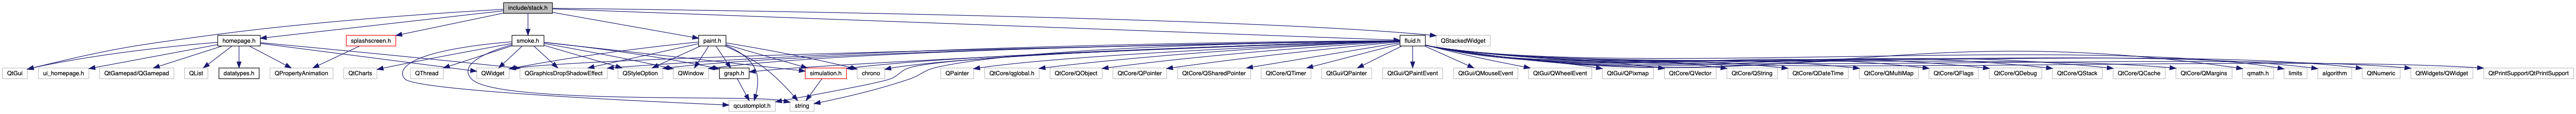 include/stack.h
homepage.h
splashscreen.h
smoke.h
paint.h
fluid.h
QStackedWidget
QtGui
ui_homepage.h
QtGamepad/QGamepad
QList
datatypes.h
QPropertyAnimation
QtCharts
QThread
QWidget
QGraphicsDropShadowEffect
QStyleOption
QWindow
graph.h
simulation.h
chrono
QPainter
QtCore/qglobal.h
QtCore/QObject
QtCore/QPointer
QtCore/QSharedPointer
QtCore/QTimer
QtGui/QPainter
QtGui/QPaintEvent
QtGui/QMouseEvent
QtGui/QWheelEvent
QtGui/QPixmap
QtCore/QVector
QtCore/QString
QtCore/QDateTime
QtCore/QMultiMap
QtCore/QFlags
QtCore/QDebug
QtCore/QStack
QtCore/QCache
QtCore/QMargins
qmath.h
limits
algorithm
QtNumeric
QtWidgets/QWidget
QtPrintSupport/QtPrintSupport
qcustomplot.h
string